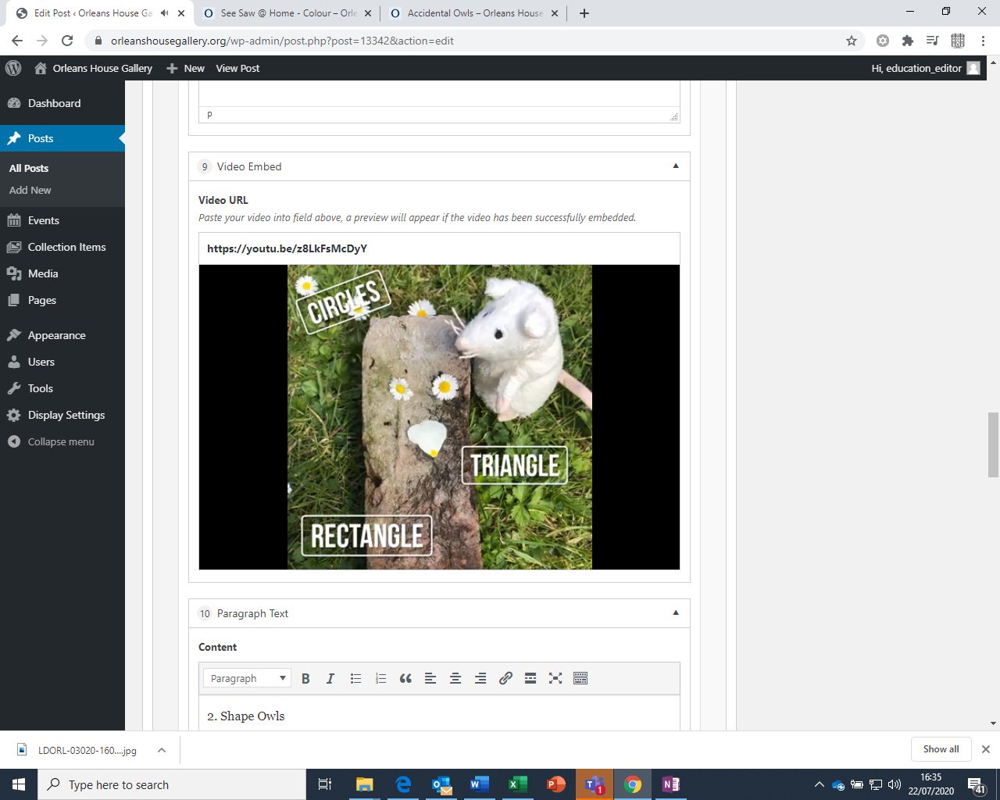 Edit Post ‹ Orleans House Ga
See Saw @ Home - Colour – Orle
Accidental Owls – Orleans House
orleanshousegallery.org/wp-admin/post.php?post=13342&action=edit
Orleans House Gallery
New
View Post
Hi, education_editor
Dashboard
Posts
All Posts
Add New
Events
Collection Items
Media
Pages
Appearance
Users
Tools
Display Settings
Collapse menu
P
9 Video Embed
Video URL
Paste your video into field above, a preview will appear if the video has been successfully embedded.
https://youtu.be/z8LkFsMcDyY
CIRCLES
TRIANGLE
RECTANGLE
10 Paragraph Text
Content
Paragraph
B I
2. Shape Owls
LDORL-03020-160....jpg
Show all
Type here to search
1
16:35
22/07/2020
41